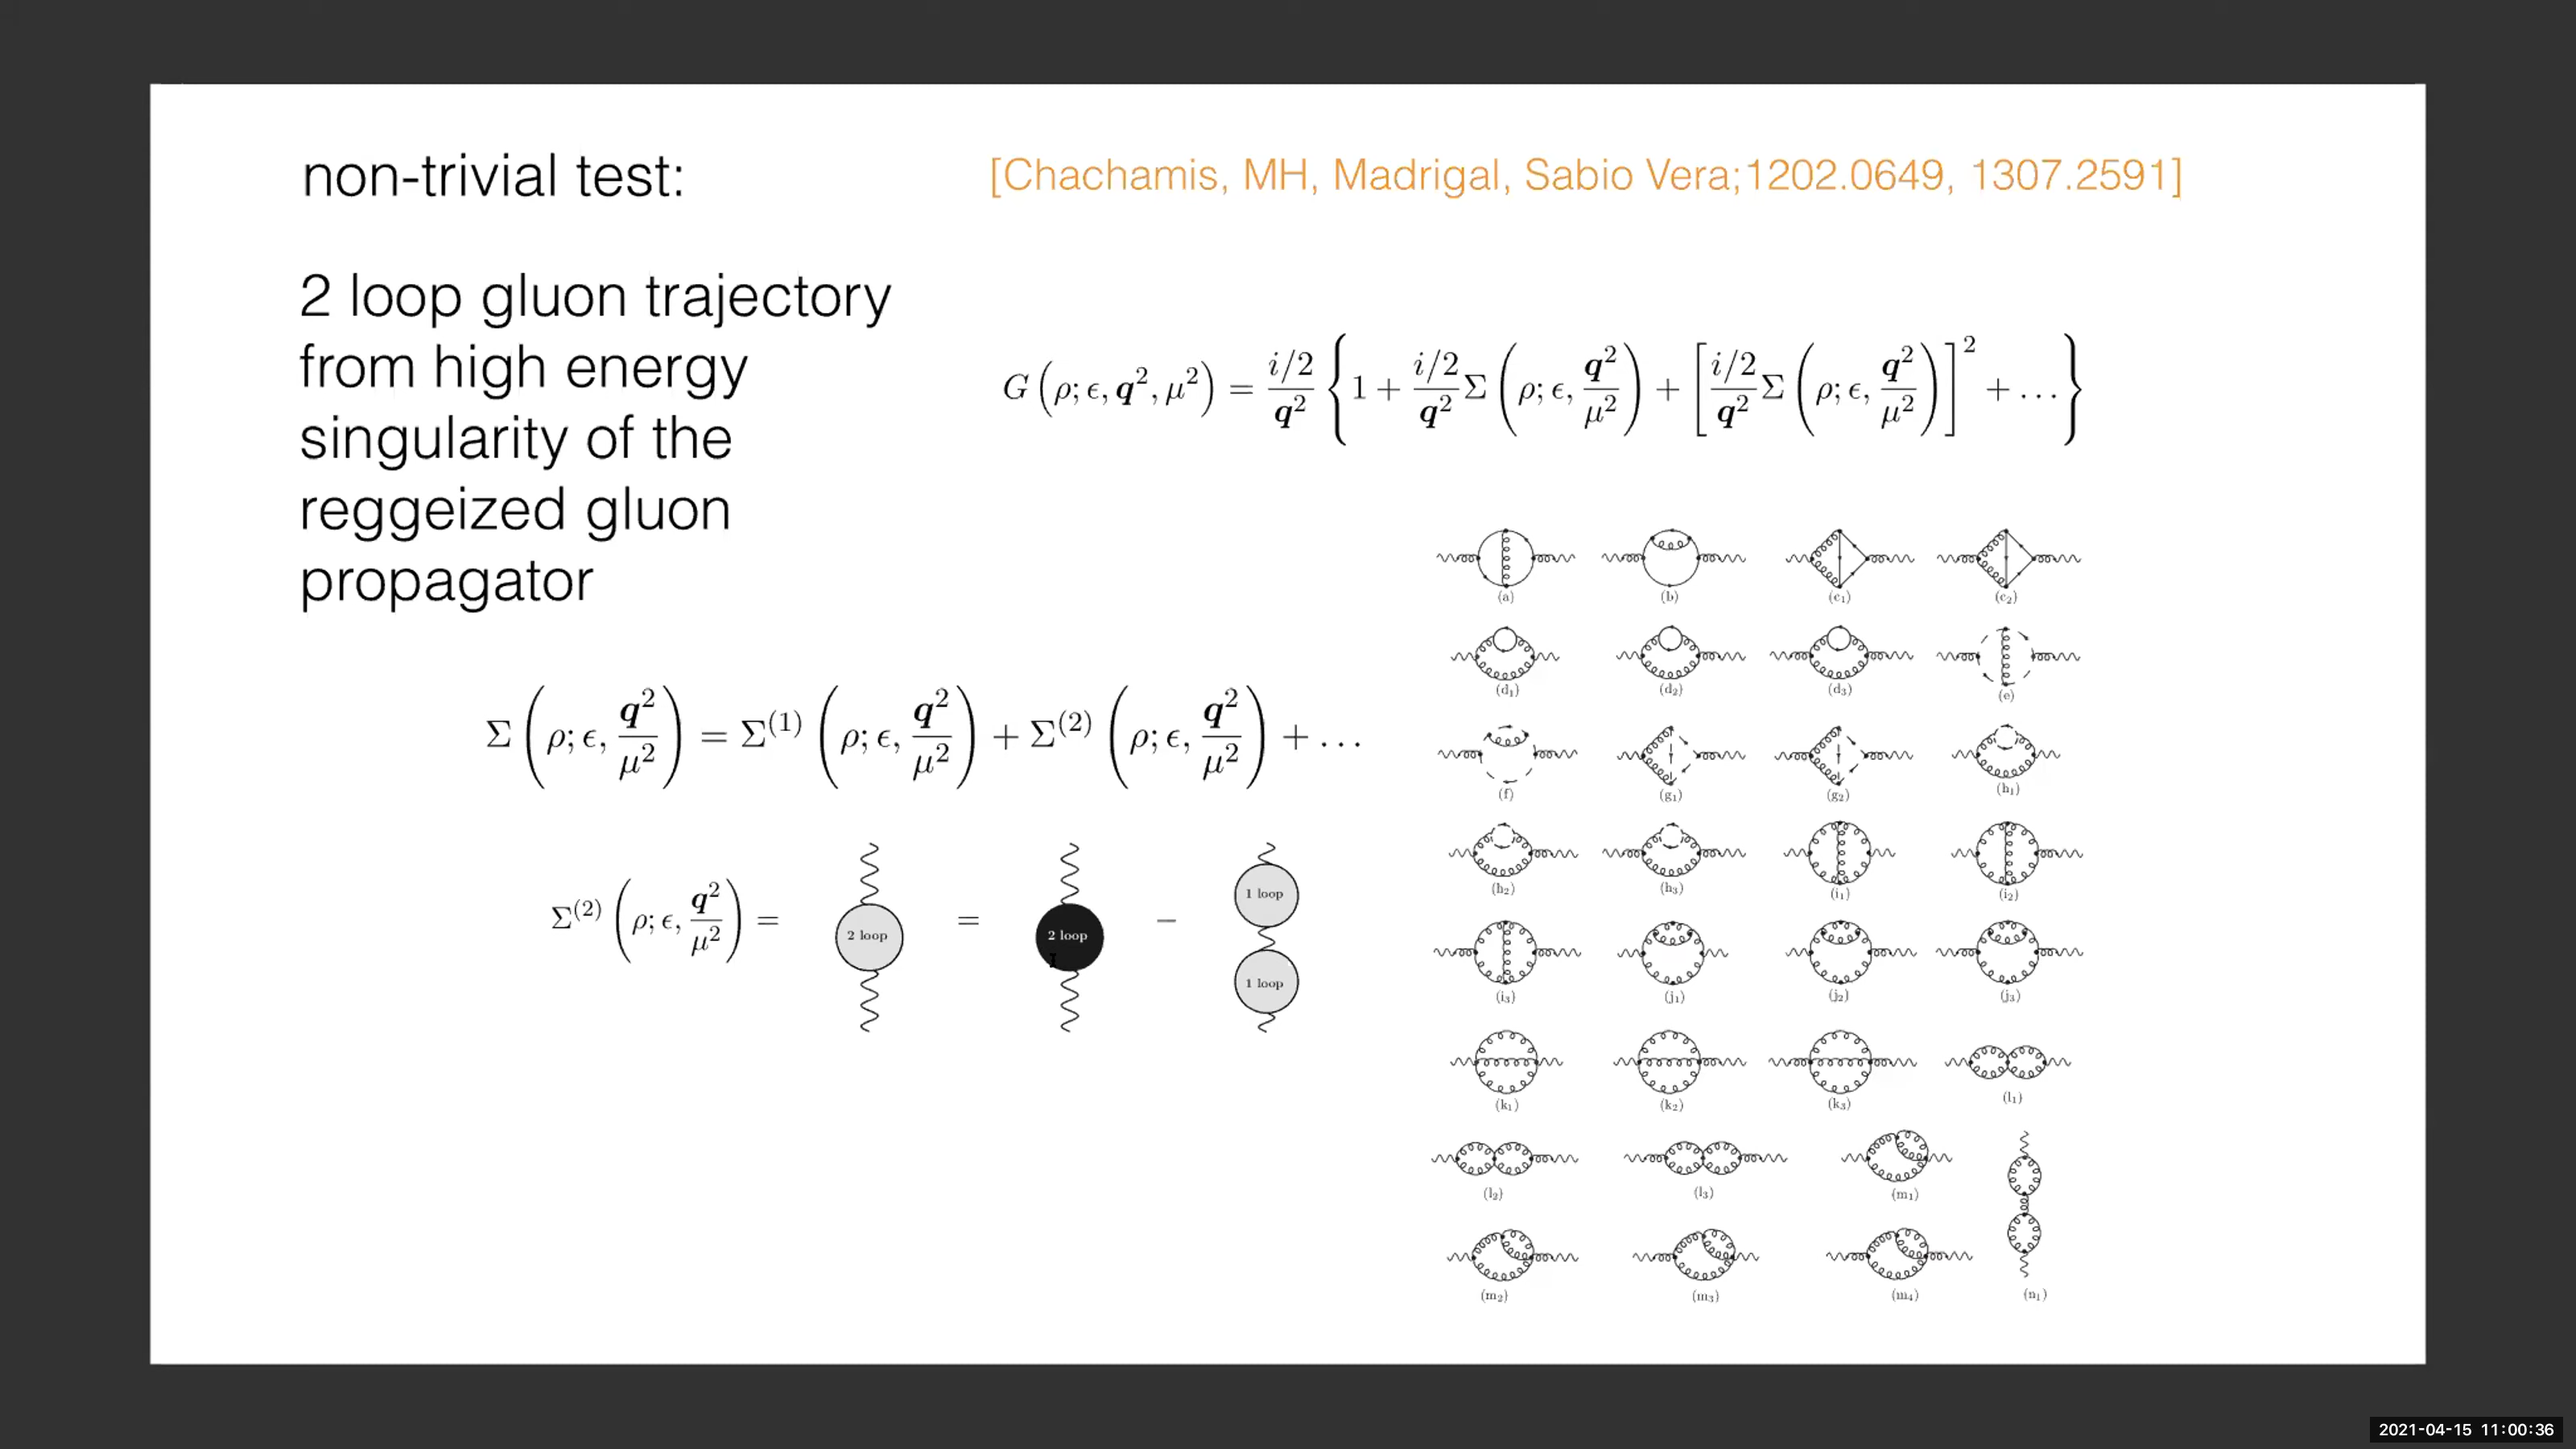 non-trivial test:
[Chachamis, MH, Madrigal, Sabio Vera;1202.0649, 1307.2591]
2 loop gluon trajectory
from high energy
singularity of the
reggeized gluon
propagator
G (ρ; ϵ, q², μ²) = i/2 / q² { 1 + i/2 / q² Σ (ρ; ϵ, q²/μ²) + [ i/2 / q² Σ (ρ; ϵ, q²/μ²) ]² + … }
Σ (ρ; ϵ, q²/μ²) = Σ⁽¹⁾ (ρ; ϵ, q²/μ²) + Σ⁽²⁾ (ρ; ϵ, q²/μ²) + …
Σ⁽²⁾ (ρ; ϵ, q²/μ²) = 2 loop = 2 loop − 1 loop 1 loop
(a) (b) (c₁) (c₂)
(d₁) (d₂) (d₃) (e)
(f) (g₁) (g₂) (h₁)
(h₂) (h₃) (i₁) (i₂)
(i₃) (j₁) (j₂) (j₃)
(k₁) (k₂) (k₃) (l₁)
(l₂) (l₃) (m₁)
(m₂) (m₃) (m₄) (n₁)
2021-04-15 11:00:36